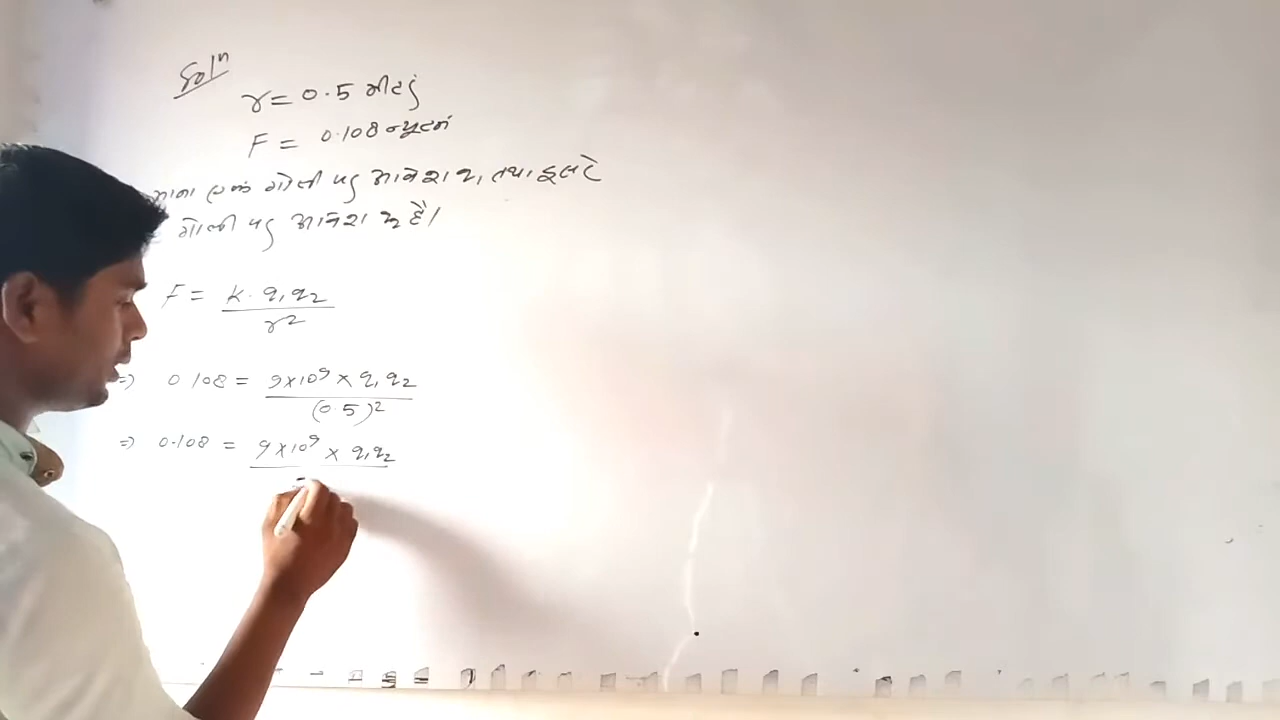 Solⁿ
r = 0.5 मीटर
F = 0.108 न्यूटन
माना एक गोली पर आवेश q₁ तथा दूसरे
गोली पर आवेश q₂ है।
F = K. q₁q₂ / r²
⇒ 0.108 = 9×10⁹ × q₁q₂ / (0.5)²
⇒ 0.108 = 9×10⁹ × q₁q₂